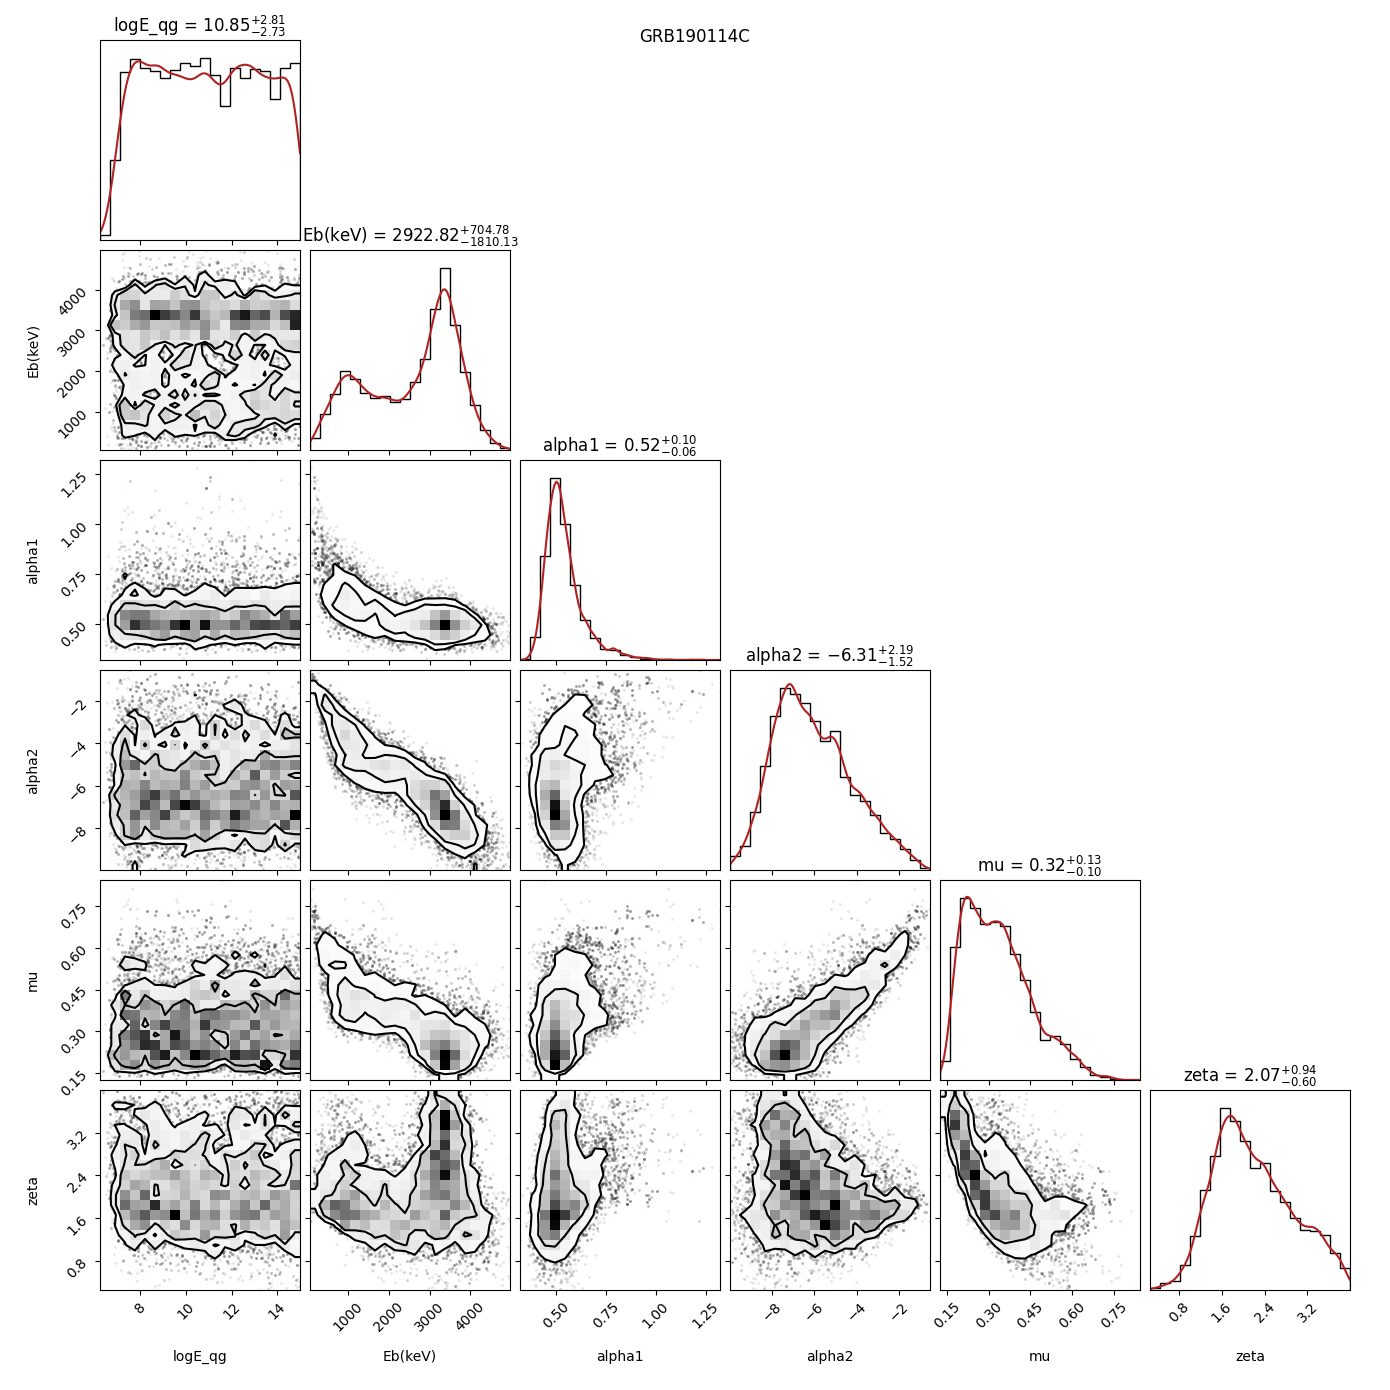 GRB190114C
logE_qg = 10.85+2.81−2.73
Eb(keV) = 2922.82+704.78−1810.13
4000
3000
2000
1000
Eb(keV)
alpha1 = 0.52+0.10−0.06
1.25
1.00
0.75
0.50
alpha1
alpha2 = −6.31+2.19−1.52
−2
−4
−6
−8
alpha2
mu = 0.32+0.13−0.10
0.75
0.60
0.45
0.30
0.15
mu
zeta = 2.07+0.94−0.60
3.2
2.4
1.6
0.8
zeta
8 10 12 14 1000 2000 3000 4000 0.50 0.75 1.00 1.25 −8 −6 −4 −2 0.15 0.30 0.45 0.60 0.75 0.8 1.6 2.4 3.2
logE_qg Eb(keV) alpha1 alpha2 mu zeta